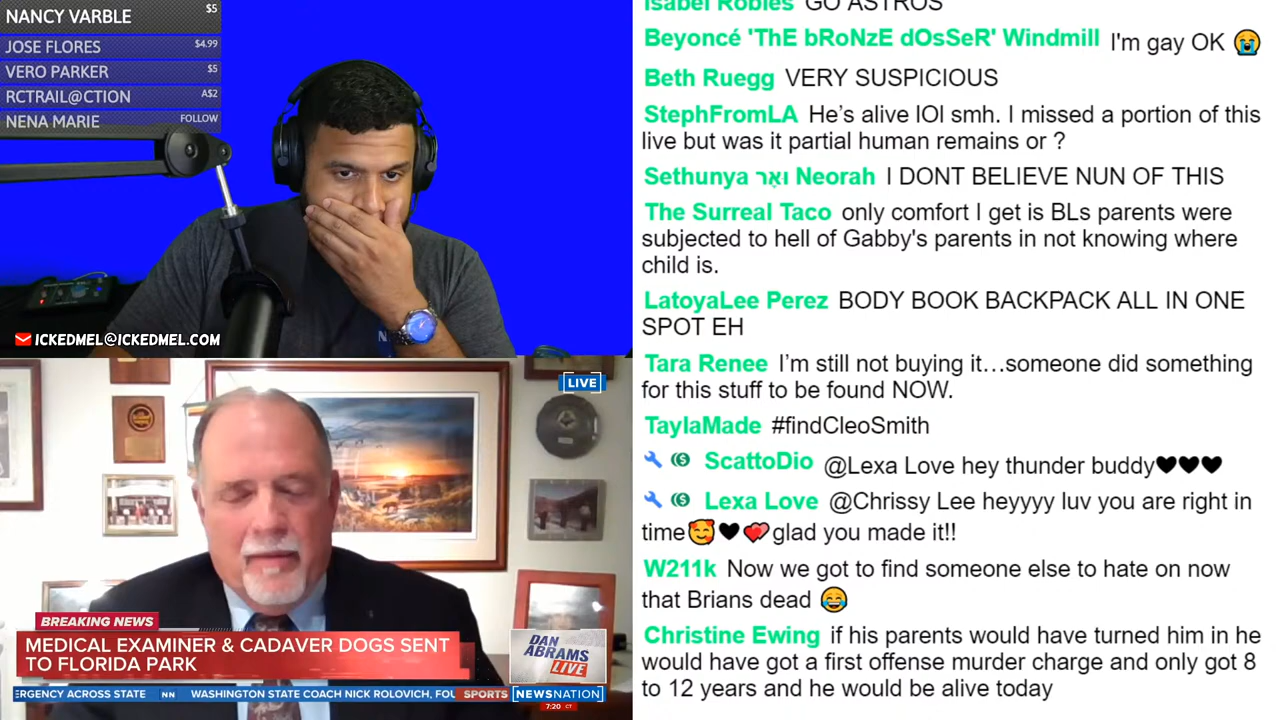 NANCY VARBLE $5
JOSE FLORES $4.99
VERO PARKER $5
RCTRAIL@CTION A$2
NENA MARIE FOLLOW
ICKEDMEL@ICKEDMEL.COM
LIVE
BREAKING NEWS
MEDICAL EXAMINER & CADAVER DOGS SENT
TO FLORIDA PARK
DAN
ABRAMS
LIVE
ERGENCY ACROSS STATE NN WASHINGTON STATE COACH NICK ROLOVICH, FOU SPORTS NEWSNATION
7:20 CT
Isabel Robles GO ASTROS
Beyoncé 'ThE bRoNzE dOsSeR' Windmill I'm gay OK 😭
Beth Ruegg VERY SUSPICIOUS
StephFromLA He’s alive lOl smh. I missed a portion of this
live but was it partial human remains or ?
Sethunya ואָר Neorah I DONT BELIEVE NUN OF THIS
The Surreal Taco only comfort I get is BLs parents were
subjected to hell of Gabby's parents in not knowing where
child is.
LatoyaLee Perez BODY BOOK BACKPACK ALL IN ONE
SPOT EH
Tara Renee I’m still not buying it…someone did something
for this stuff to be found NOW.
TaylaMade #findCleoSmith
ScattoDio @Lexa Love hey thunder buddy🖤🖤🖤
Lexa Love @Chrissy Lee heyyyy luv you are right in
time🥰🖤💕glad you made it!!
W211k Now we got to find someone else to hate on now
that Brians dead 😂
Christine Ewing if his parents would have turned him in he
would have got a first offense murder charge and only got 8
to 12 years and he would be alive today